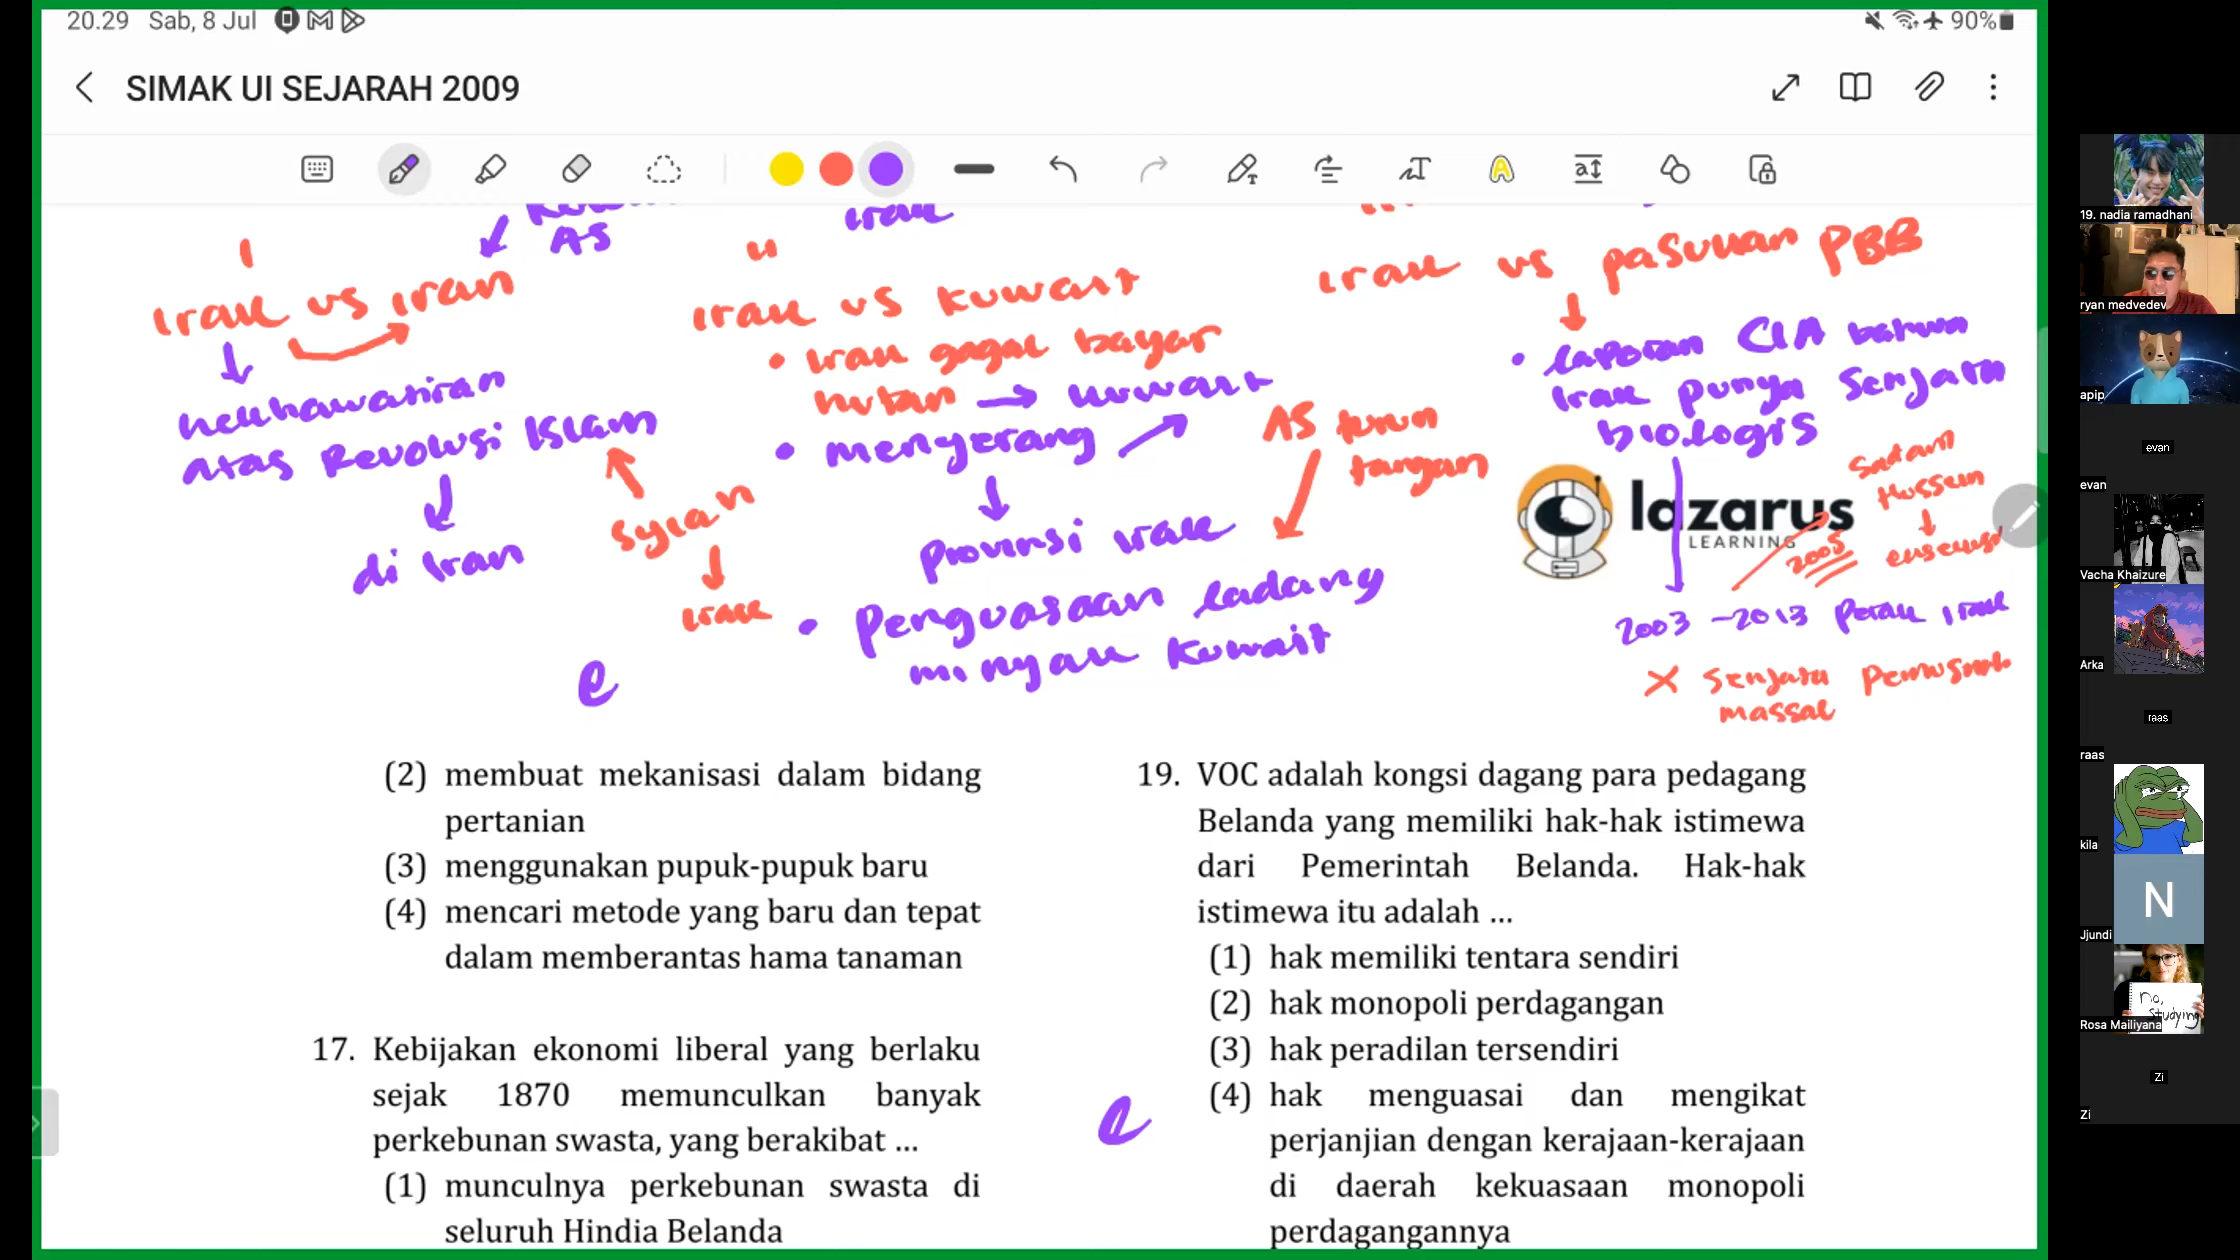 20.29 Sab, 8 Jul
90%
SIMAK UI SEJARAH 2009
AS
Irak
I
Irak vs Iran
kekhawatiran
atas Revolusi Islam
di Iran
Syiah
Irak
e
II
Irak vs Kuwait
• Irak gagal bayar
hutan → Kuwait
• menyerang
Provinsi Irak
• Penguasaan ladang
minyak Kuwait
AS turun
tangan
Irak vs pasukan PBB
• laporan CIA bahwa
Irak punya senjata
biologis
Sadam
Hussein
2005
2003 - 2013 Perang Irak
X Senjata Pemusnah
massal
lazarus
LEARNING
(2) membuat mekanisasi dalam bidang
pertanian
(3) menggunakan pupuk-pupuk baru
(4) mencari metode yang baru dan tepat
dalam memberantas hama tanaman
17. Kebijakan ekonomi liberal yang berlaku
sejak 1870 memunculkan banyak
perkebunan swasta, yang berakibat ...
(1) munculnya perkebunan swasta di
seluruh Hindia Belanda
19. VOC adalah kongsi dagang para pedagang
Belanda yang memiliki hak-hak istimewa
dari Pemerintah Belanda. Hak-hak
istimewa itu adalah ...
(1) hak memiliki tentara sendiri
(2) hak monopoli perdagangan
(3) hak peradilan tersendiri
e
(4) hak menguasai dan mengikat
perjanjian dengan kerajaan-kerajaan
di daerah kekuasaan monopoli
perdagangannya
19. nadia ramadhani
ryan medvedev
apip
evan
evan
Vacha Khaizure
Arka
raas
raas
kila
N
Jjundi
no,
studying
Rosa Mailiyana
Zi
Zi